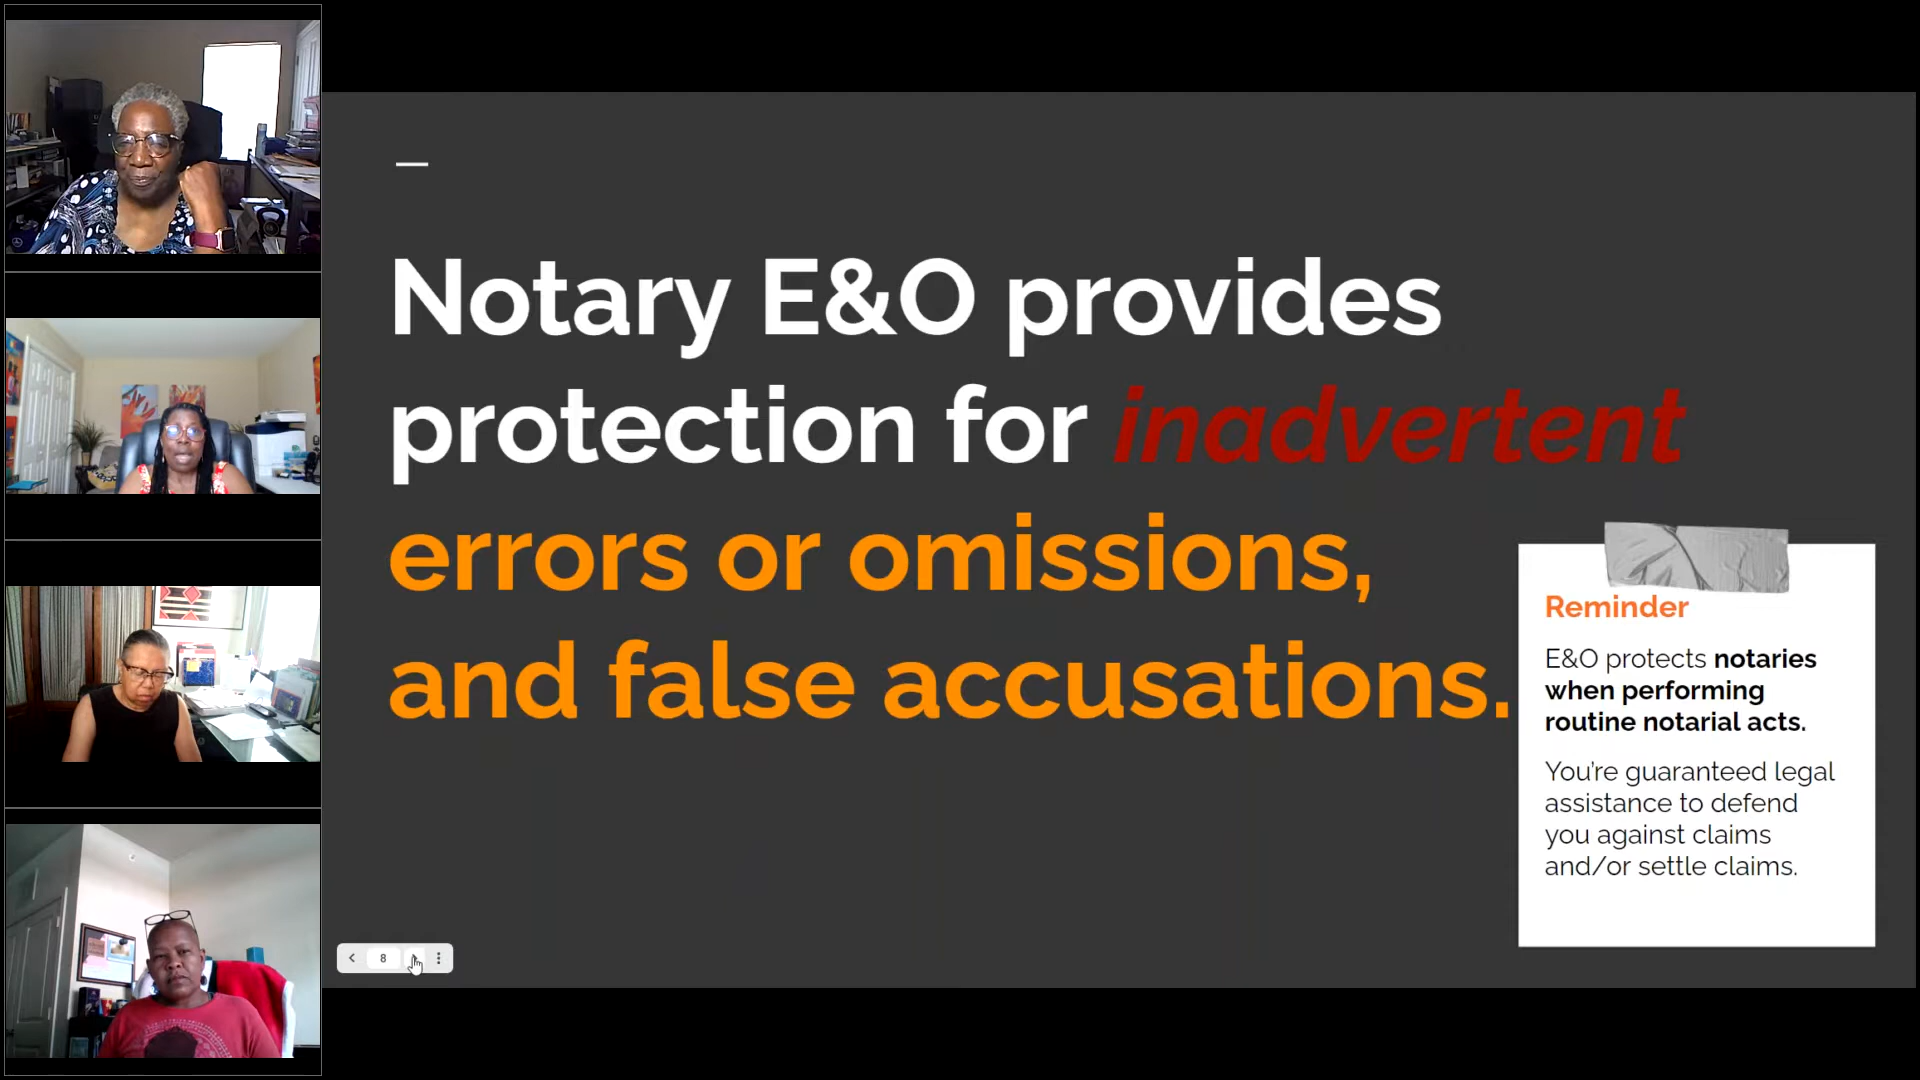 Notary E&O provides
protection for inadvertent
errors or omissions,
and false accusations.
Reminder
E&O protects notaries
when performing
routine notarial acts.
You're guaranteed legal
assistance to defend
you against claims
and/or settle claims.
8